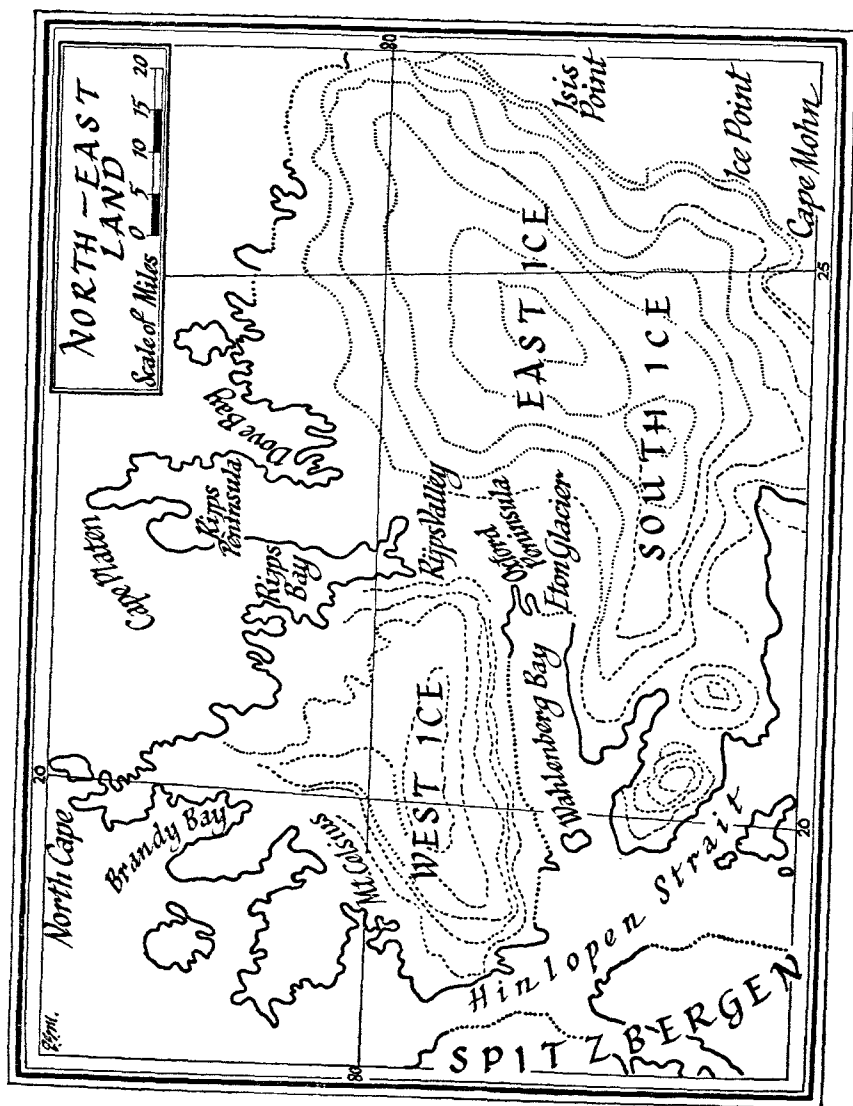 NORTH-EAST
LAND
Scale of Miles 0 5 10 15 20
80
Isis
Point
Ice Point
Cape Mohn
25
EAST ICE
SOUTH ICE
Dove Bay
Cape Platen
Rijps
Peninsula
Rijps
Bay
Rijps Valley
Oxford
Peninsula
Eton Glacier
Wahlenberg Bay
WEST ICE
20
North Cape
Brandy Bay
Mt. Celsius
Hinlopen Strait
20
80
SPITZBERGEN